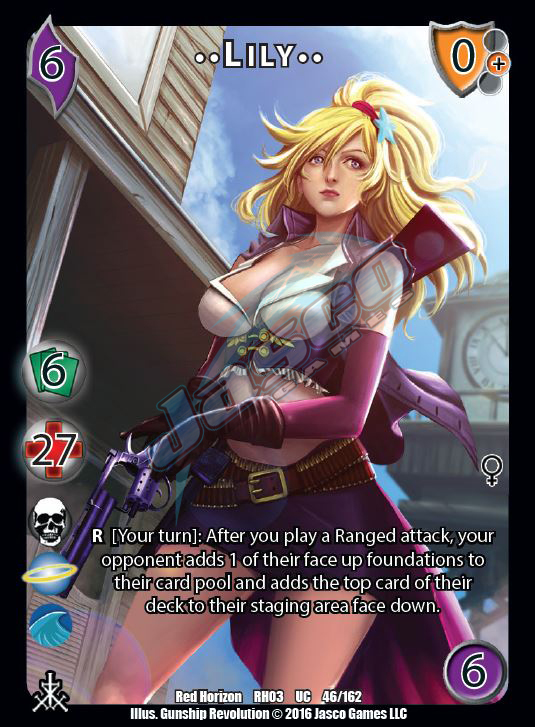 6
••LILY••
0
+
JASCO
GAMES
6
27
R [Your turn]: After you play a Ranged attack, your
opponent adds 1 of their face up foundations to
their card pool and adds the top card of their
deck to their staging area face down.
6
Red Horizon RH03 UC 46/162
Illus. Gunship Revolution © 2016 Jasco Games LLC